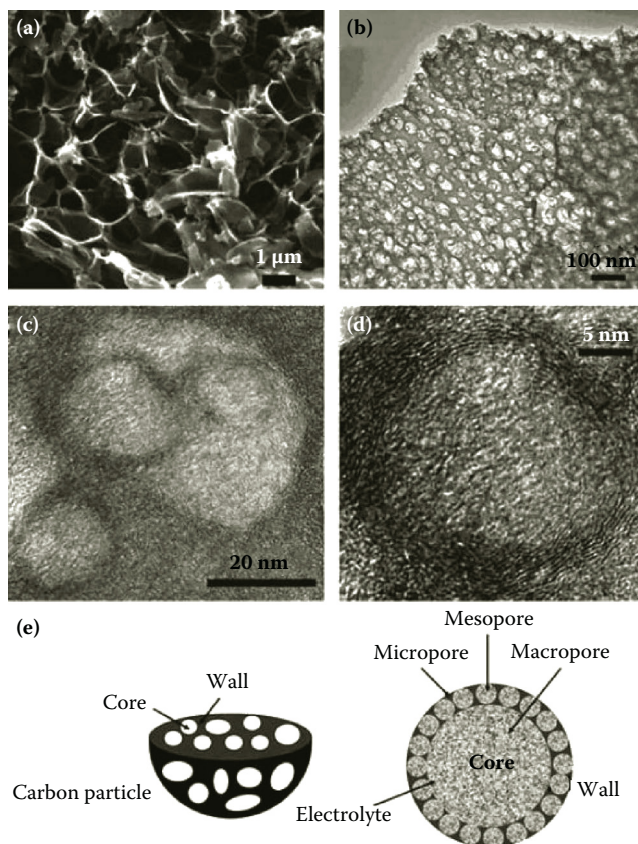 (a)
1 μm
(b)
100 nm
(c)
20 nm
(d)
5 nm
(e)
Core
Wall
Carbon particle
Mesopore
Micropore
Macropore
Core
Electrolyte
Wall